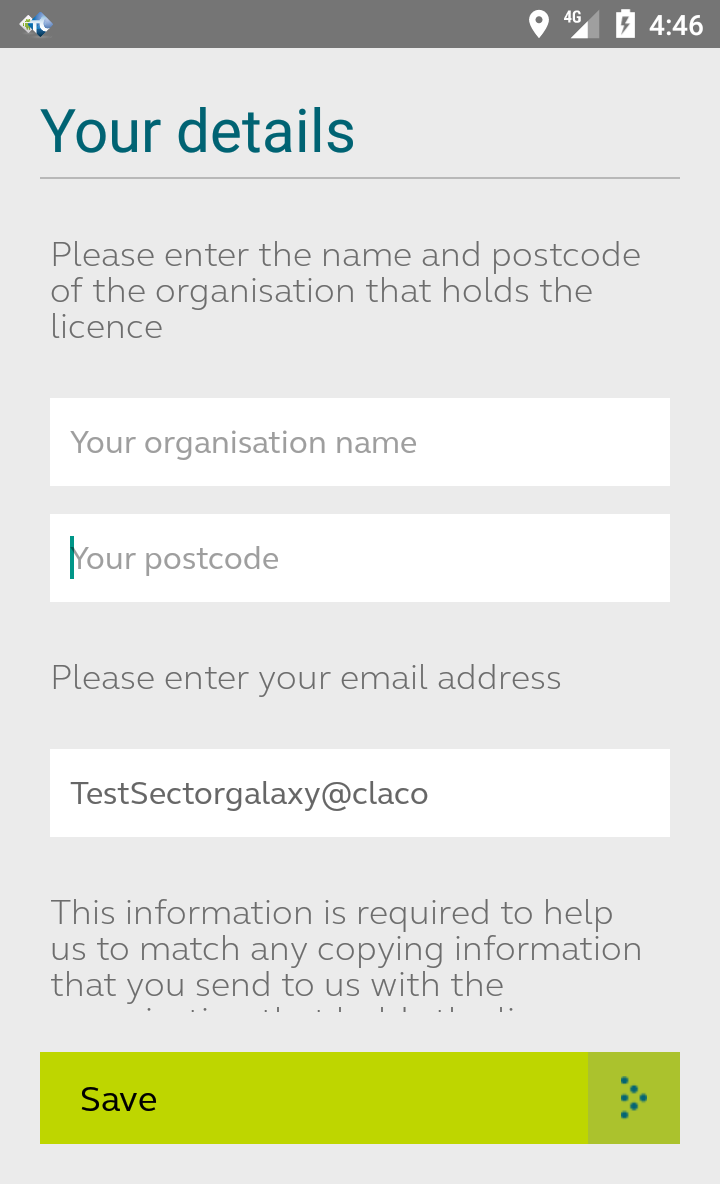 4G 4:46
Your details
Please enter the name and postcode
of the organisation that holds the
licence
Your organisation name
Your postcode
Please enter your email address
TestSectorgalaxy@claco
This information is required to help
us to match any copying information
that you send to us with the
Save